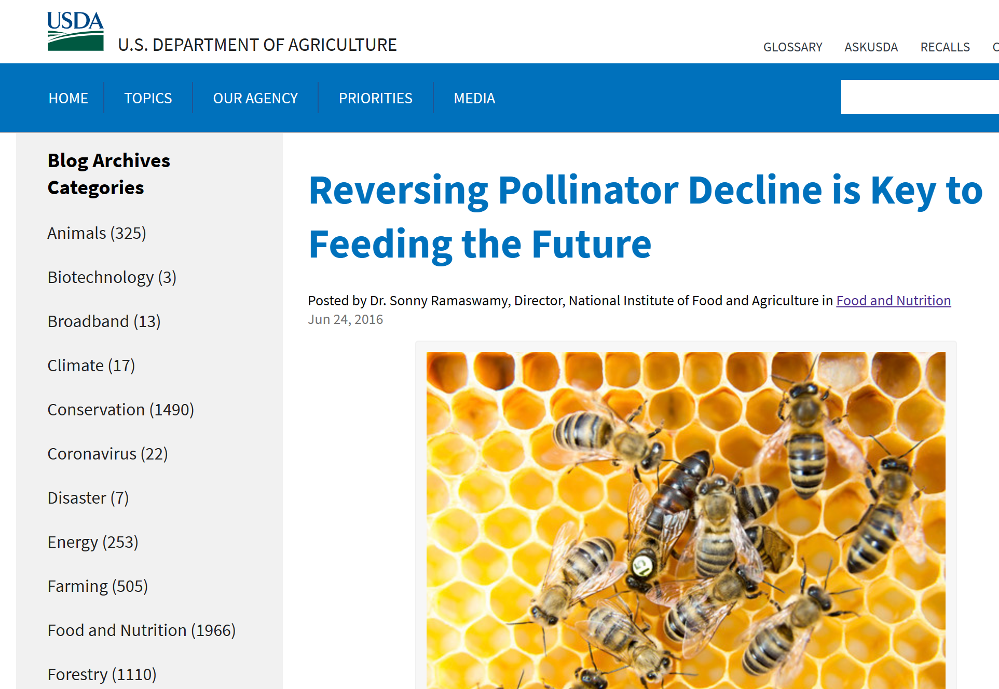 USDA
U.S. DEPARTMENT OF AGRICULTURE
GLOSSARY ASKUSDA RECALLS
HOME TOPICS OUR AGENCY PRIORITIES MEDIA
Blog Archives
Categories
Animals (325)
Biotechnology (3)
Broadband (13)
Climate (17)
Conservation (1490)
Coronavirus (22)
Disaster (7)
Energy (253)
Farming (505)
Food and Nutrition (1966)
Forestry (1110)
Reversing Pollinator Decline is Key to
Feeding the Future
Posted by Dr. Sonny Ramaswamy, Director, National Institute of Food and Agriculture in Food and Nutrition
Jun 24, 2016
15